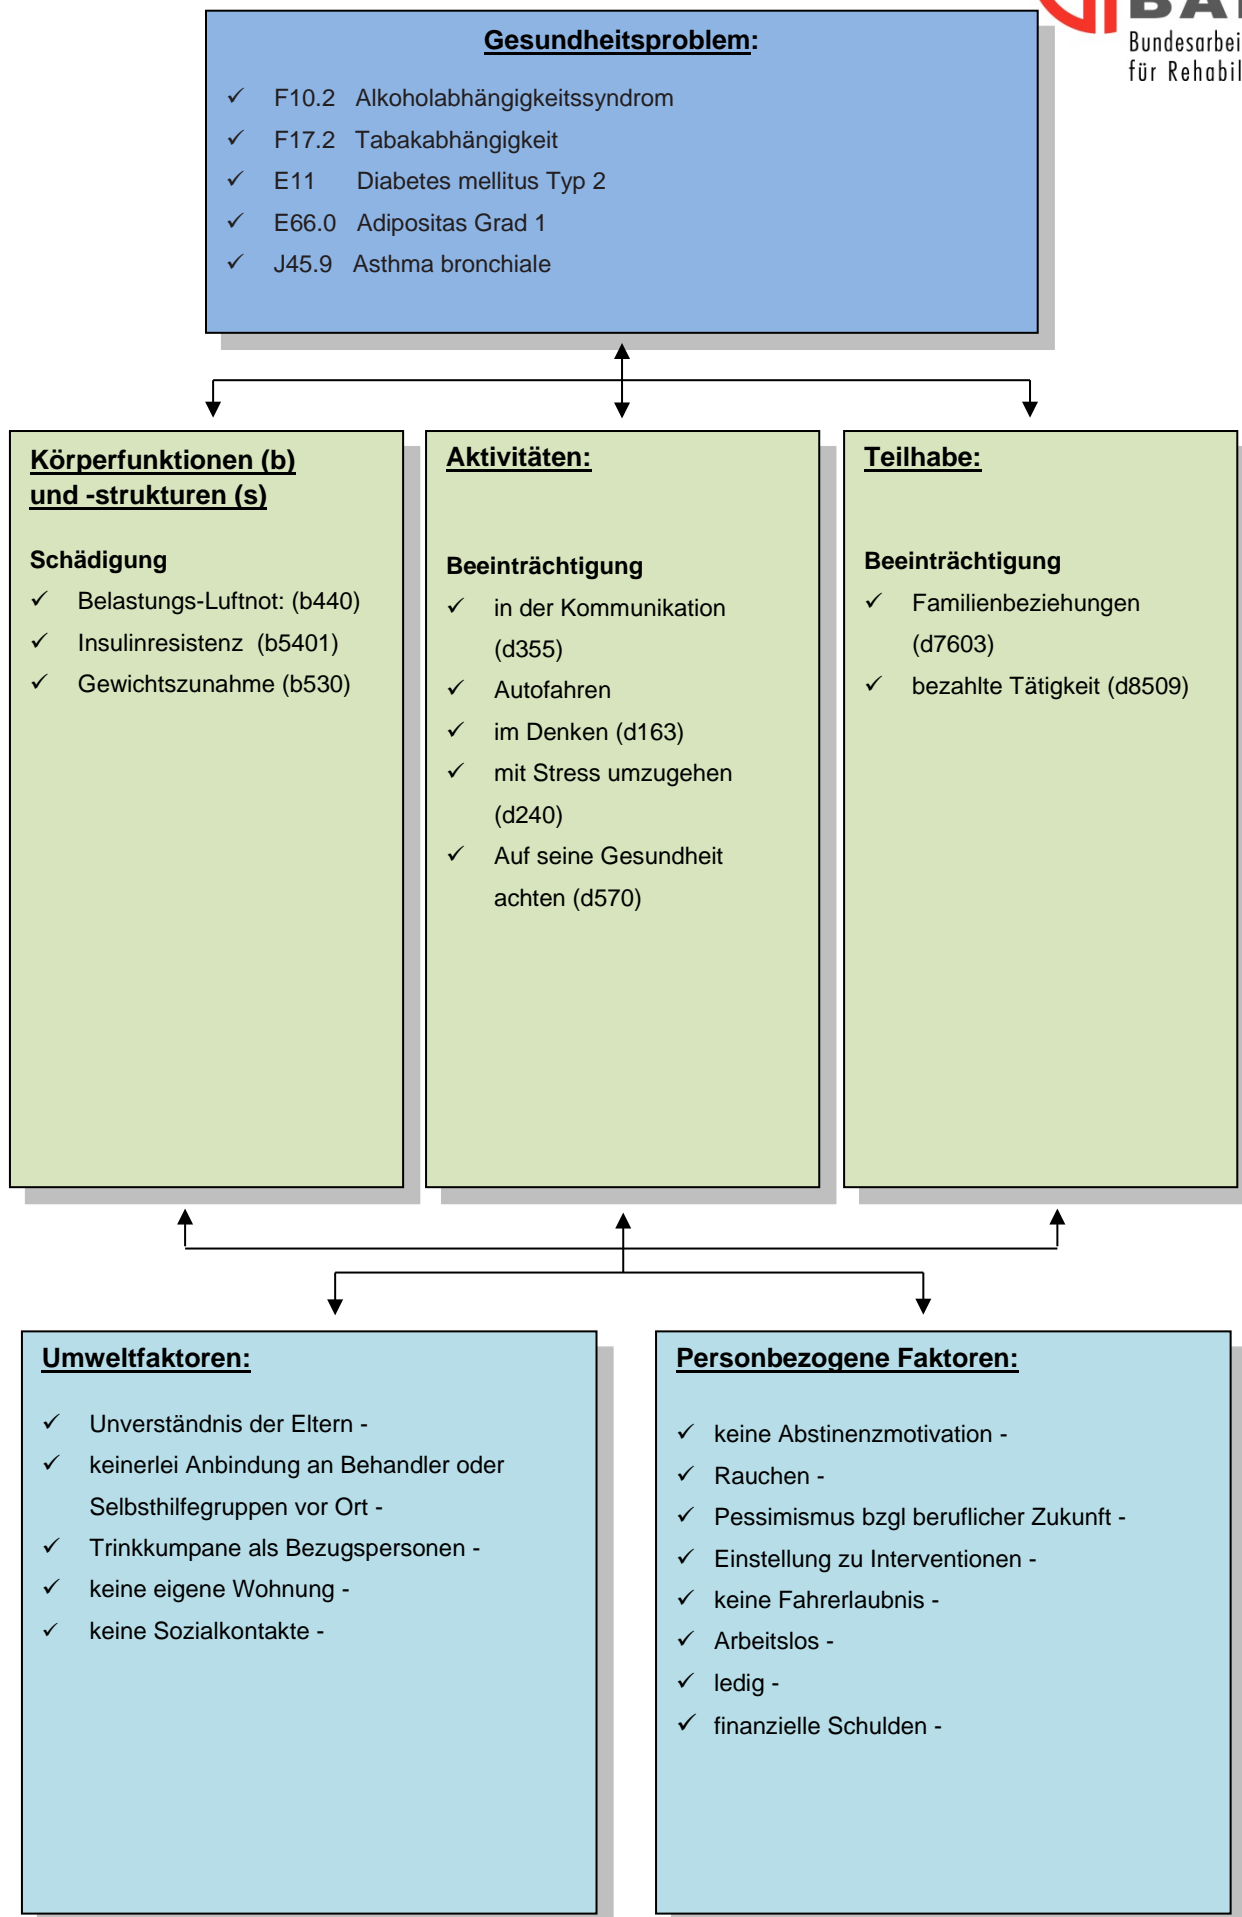 Gesundheitsproblem:
✓ F10.2 Alkoholabhängigkeitssyndrom
✓ F17.2 Tabakabhängigkeit
✓ E11 Diabetes mellitus Typ 2
✓ E66.0 Adipositas Grad 1
✓ J45.9 Asthma bronchiale
Bundesarbei
für Rehabil
Körperfunktionen (b)
und -strukturen (s)
Schädigung
✓ Belastungs-Luftnot: (b440)
✓ Insulinresistenz (b5401)
✓ Gewichtszunahme (b530)
Aktivitäten:
Beeinträchtigung
✓ in der Kommunikation
(d355)
✓ Autofahren
✓ im Denken (d163)
✓ mit Stress umzugehen
(d240)
✓ Auf seine Gesundheit
achten (d570)
Teilhabe:
Beeinträchtigung
✓ Familienbeziehungen
(d7603)
✓ bezahlte Tätigkeit (d8509)
Umweltfaktoren:
✓ Unverständnis der Eltern -
✓ keinerlei Anbindung an Behandler oder
Selbsthilfegruppen vor Ort -
✓ Trinkkumpane als Bezugspersonen -
✓ keine eigene Wohnung -
✓ keine Sozialkontakte -
Personbezogene Faktoren:
✓ keine Abstinenzmotivation -
✓ Rauchen -
✓ Pessimismus bzgl beruflicher Zukunft -
✓ Einstellung zu Interventionen -
✓ keine Fahrerlaubnis -
✓ Arbeitslos -
✓ ledig -
✓ finanzielle Schulden -